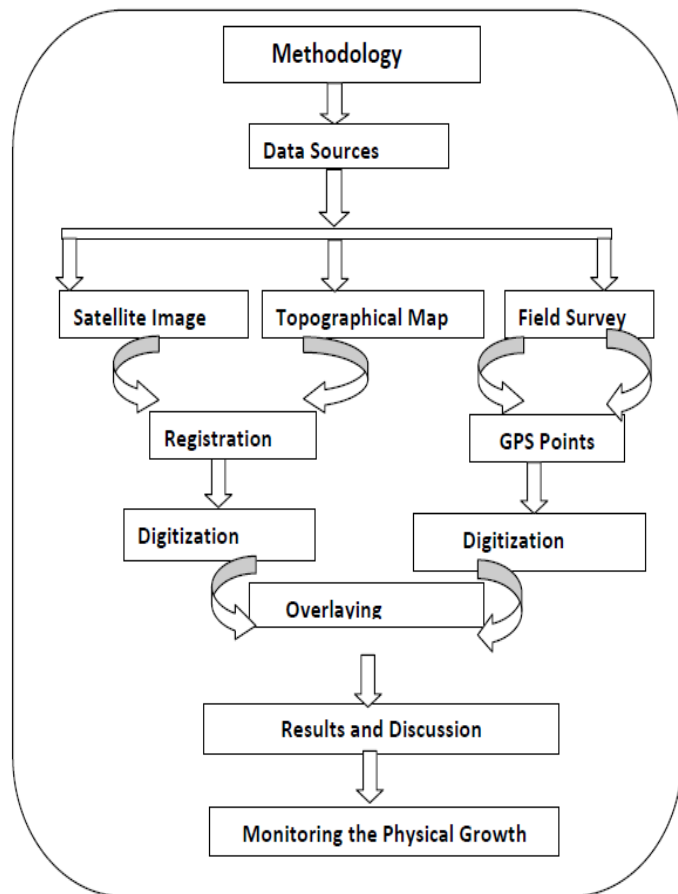 Methodology
Data Sources
Satellite Image
Topographical Map
Field Survey
Registration
GPS Points
Digitization
Digitization
Overlaying
Results and Discussion
Monitoring the Physical Growth